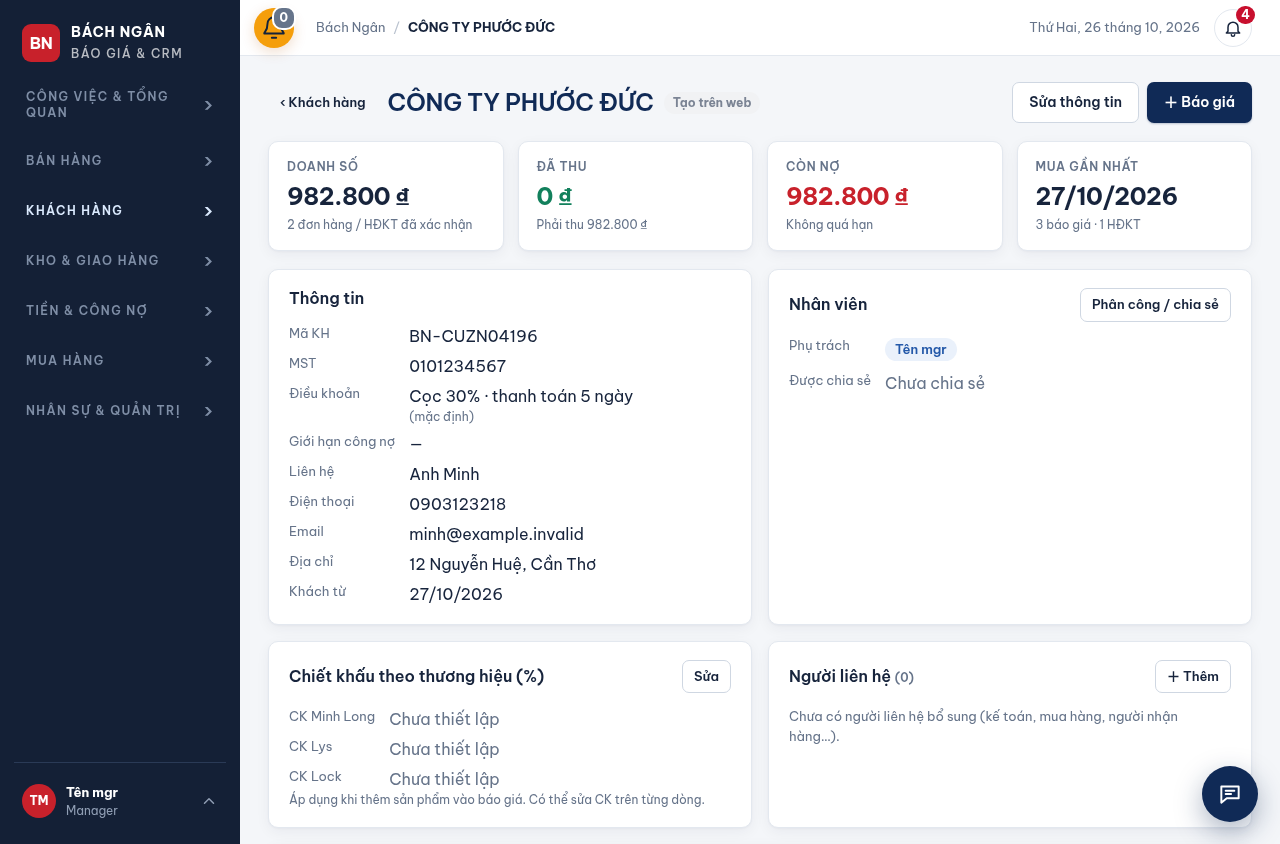 BN
BÁCH NGÂN
BÁO GIÁ & CRM
CÔNG VIỆC & TỔNG
QUAN
BÁN HÀNG
KHÁCH HÀNG
KHO & GIAO HÀNG
TIỀN & CÔNG NỢ
MUA HÀNG
NHÂN SỰ & QUẢN TRỊ
TM
Tên mgr
Manager
0
Bách Ngân / CÔNG TY PHƯỚC ĐỨC
Thứ Hai, 26 tháng 10, 2026
4
‹ Khách hàng
CÔNG TY PHƯỚC ĐỨC
Tạo trên web
Sửa thông tin
+ Báo giá
DOANH SỐ
982.800 ₫
2 đơn hàng / HĐKT đã xác nhận
ĐÃ THU
0 ₫
Phải thu 982.800 ₫
CÒN NỢ
982.800 ₫
Không quá hạn
MUA GẦN NHẤT
27/10/2026
3 báo giá · 1 HĐKT
Thông tin
Mã KH BN-CUZN04196
MST 0101234567
Điều khoản Cọc 30% · thanh toán 5 ngày
(mặc định)
Giới hạn công nợ —
Liên hệ Anh Minh
Điện thoại 0903123218
Email minh@example.invalid
Địa chỉ 12 Nguyễn Huệ, Cần Thơ
Khách từ 27/10/2026
Nhân viên
Phân công / chia sẻ
Phụ trách Tên mgr
Được chia sẻ Chưa chia sẻ
Chiết khấu theo thương hiệu (%)
Sửa
CK Minh Long Chưa thiết lập
CK Lys Chưa thiết lập
CK Lock Chưa thiết lập
Áp dụng khi thêm sản phẩm vào báo giá. Có thể sửa CK trên từng dòng.
Người liên hệ (0)
+ Thêm
Chưa có người liên hệ bổ sung (kế toán, mua hàng, người nhận
hàng…).